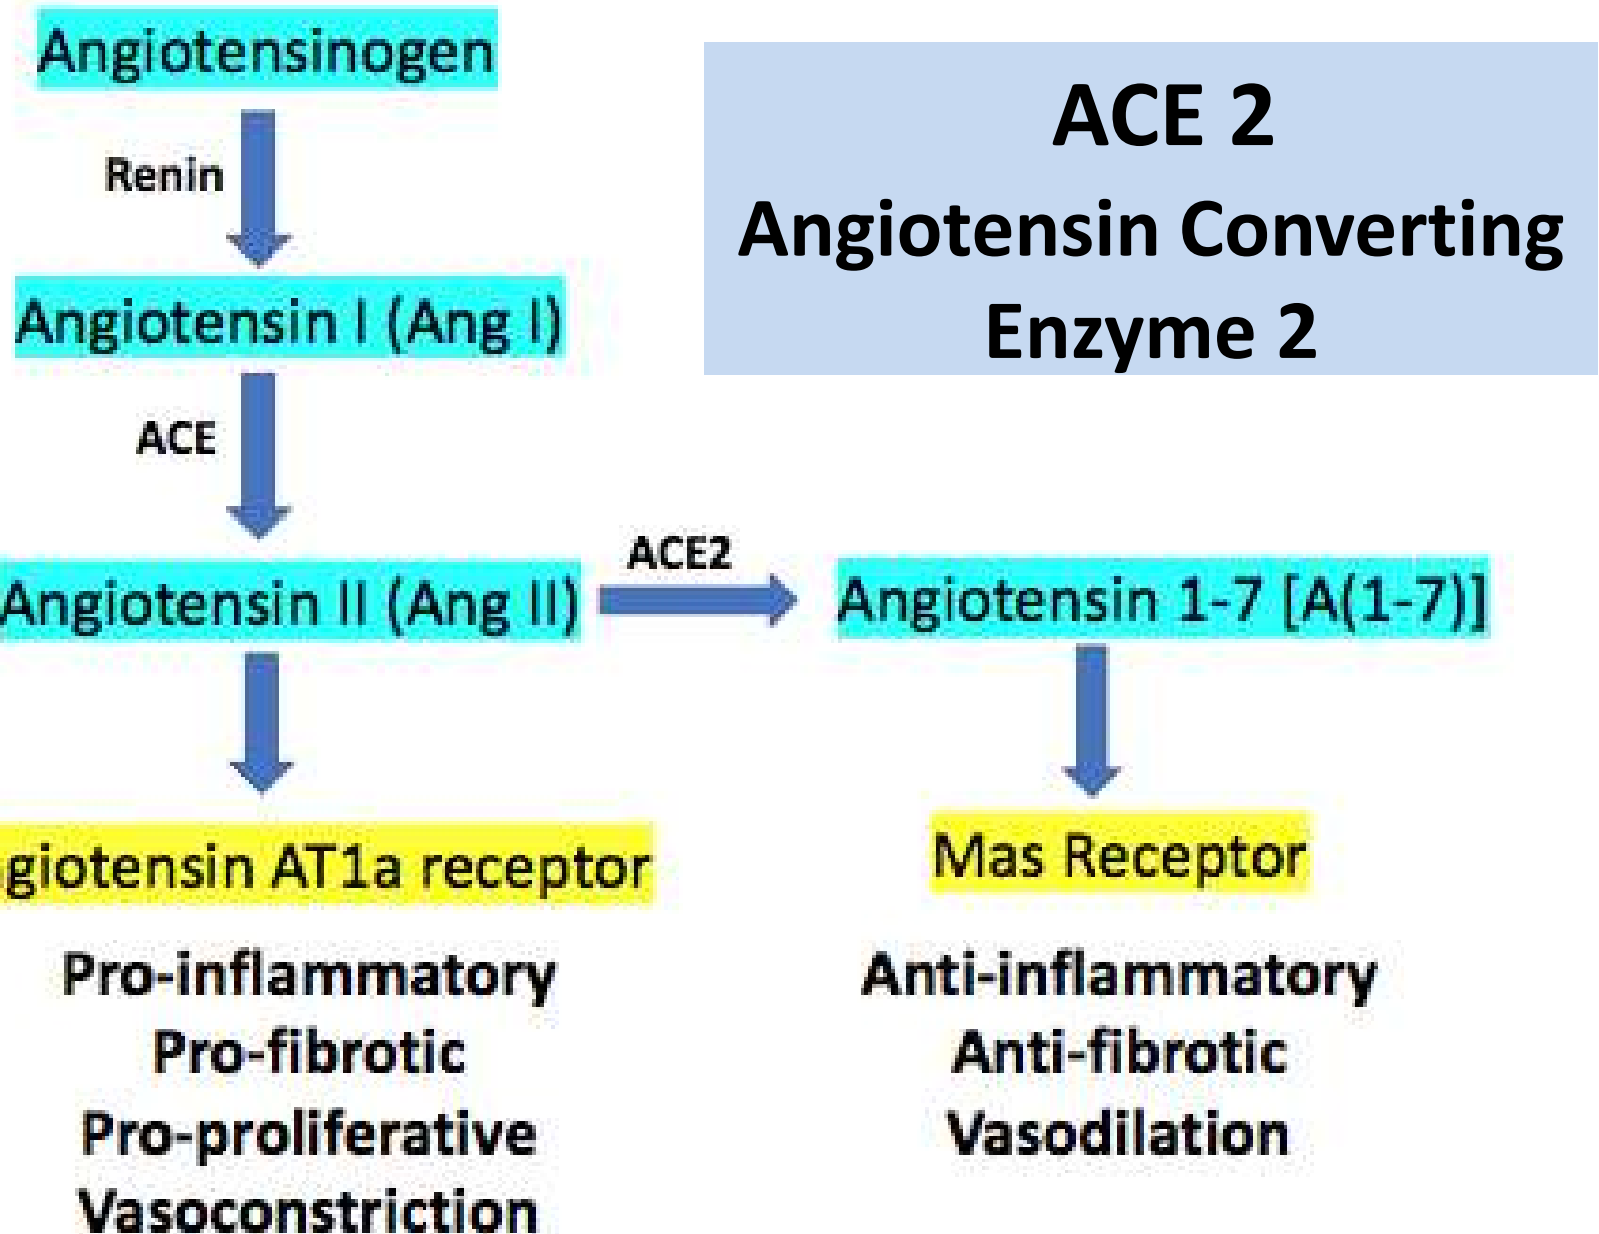 Angiotensinogen
ACE 2
Angiotensin Converting
Enzyme 2
Renin
Angiotensin I (Ang I)
ACE
ACE2
Angiotensin II (Ang II)
Angiotensin 1-7 [A(1-7)]
giotensin AT1a receptor
Mas Receptor
Pro-inflammatory
Pro-fibrotic
Pro-proliferative
Vasoconstriction
Anti-inflammatory
Anti-fibrotic
Vasodilation